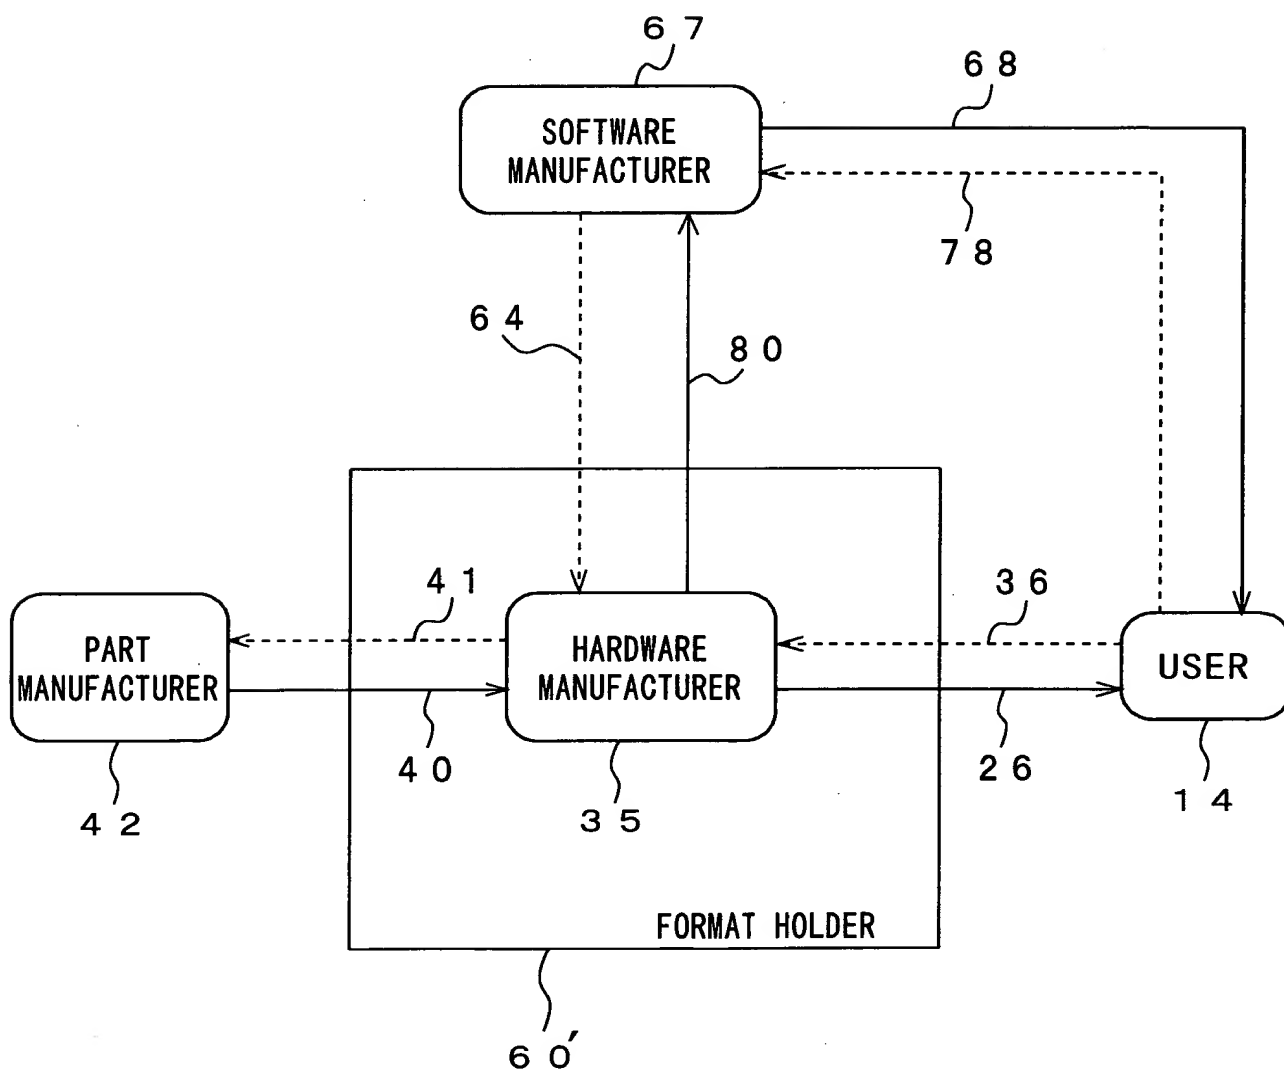 67
68
SOFTWARE
MANUFACTURER
78
64
80
41
36
PART
MANUFACTURER
HARDWARE
MANUFACTURER
USER
40
26
42
35
14
FORMAT HOLDER
60'